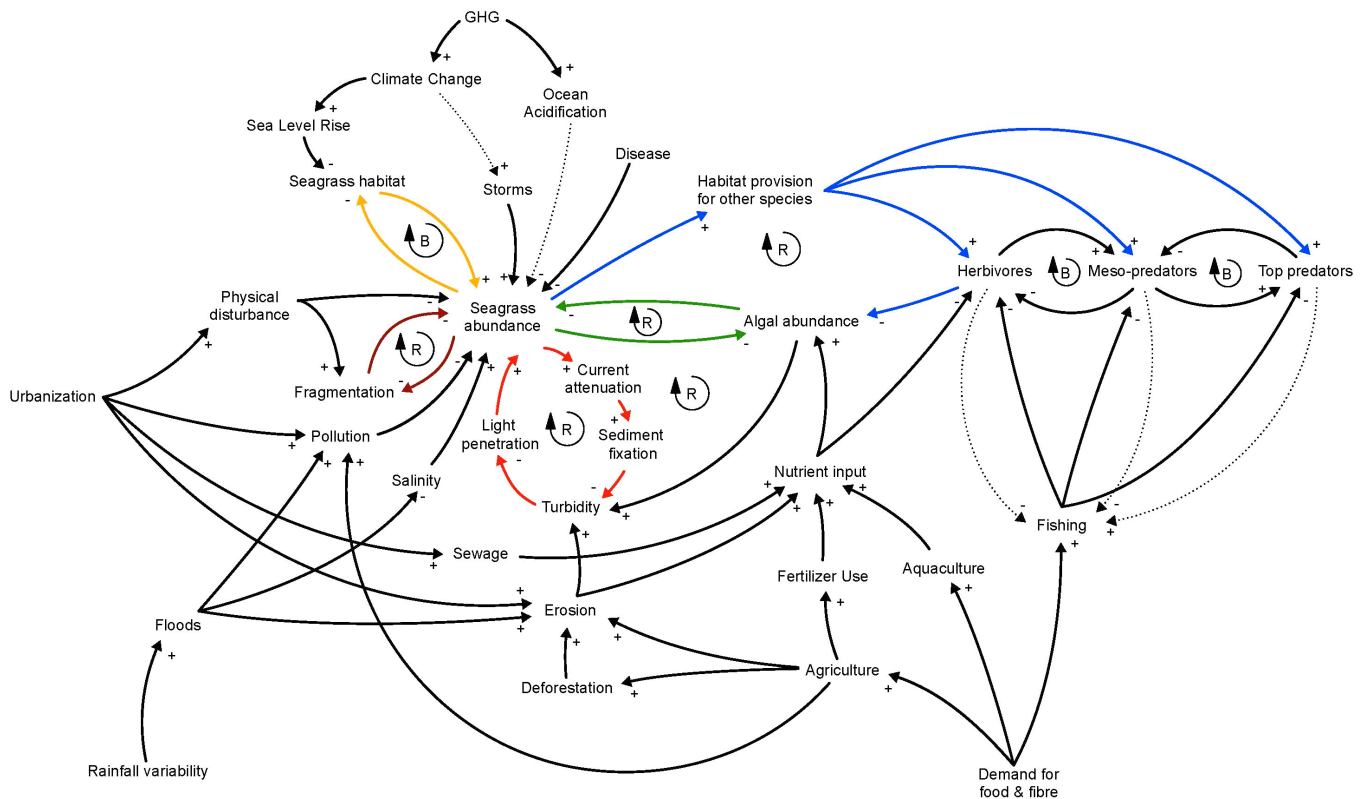 GHG
Climate Change
+
+
Ocean
Acidification
Sea Level Rise
+
Disease
-
+
Seagrass habitat
-
Storms
Habitat provision
for other species
+
B
R
+
+
-
-
+
+
-
+
Herbivores
B
Meso-predators
B
Top predators
+
-
-
-
+
-
-
Physical
disturbance
+
-
-
Seagrass
abundance
-
R
-
Algal abundance
-
+
R
+
Fragmentation
-
-
+
+
Current
attenuation
R
Urbanization
+
Pollution
+
+
Light
penetration
-
R
+
Sediment
fixation
-
Salinity
-
Turbidity
+
+
Nutrient input
+
+
+
+
-
-
+
Fishing
+
Sewage
+
Fertilizer Use
+
Aquaculture
+
+
Erosion
+
+
+
Floods
+
Deforestation
+
Agriculture
+
Rainfall variability
Demand for
food & fibre